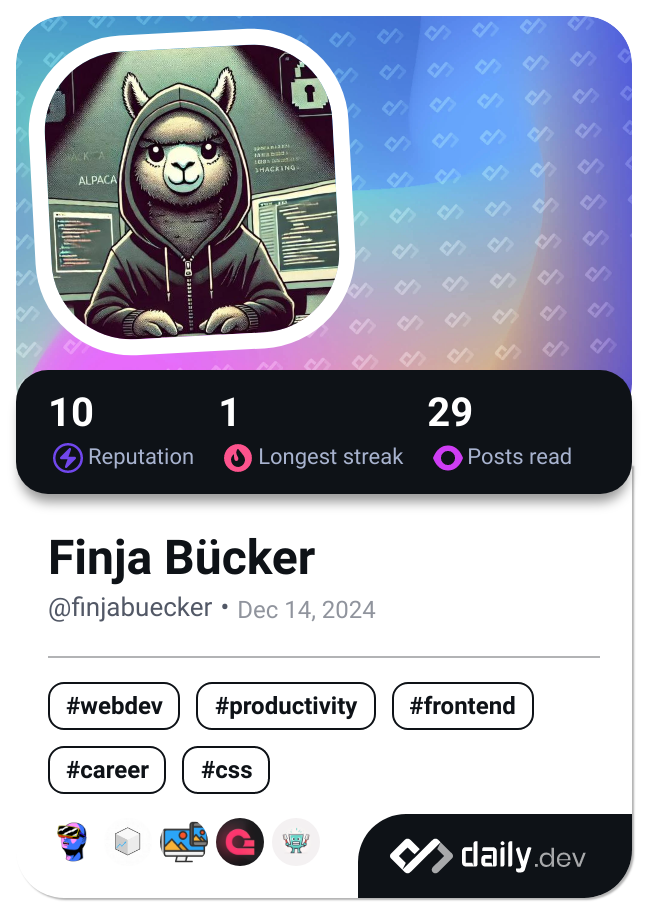 ALPACA
HACKING
10
1
29
Reputation
Longest streak
Posts read
Finja Bücker
@finjabuecker • Dec 14, 2024
#webdev
#productivity
#frontend
#career
#css
daily.dev